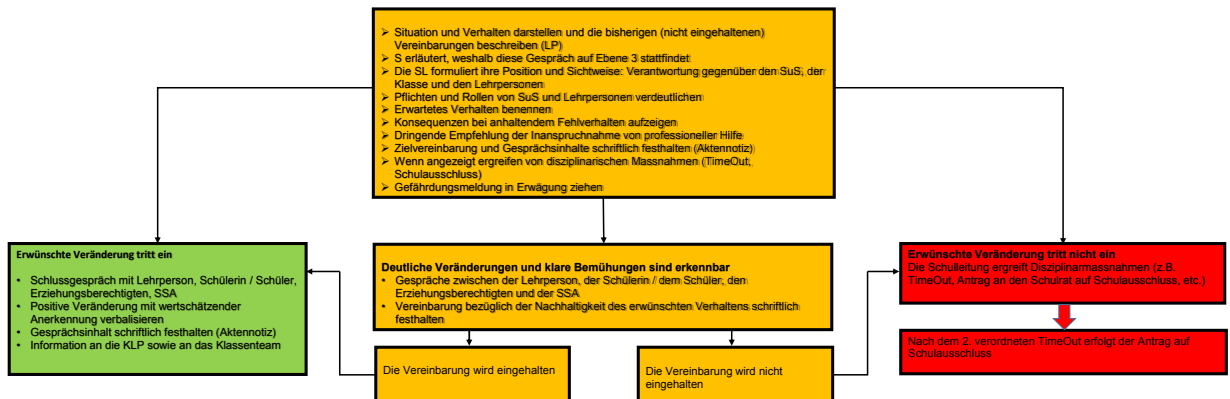 ➢ Situation und Verhalten darstellen und die bisherigen (nicht eingehaltenen)
Vereinbarungen beschreiben (LP)
➢ S erläutert, weshalb diese Gespräch auf Ebene 3 stattfindet
➢ Die SL formuliert ihre Position und Sichtweise: Verantwortung gegenüber den SuS, der
Klasse und den Lehrpersonen
➢ Pflichten und Rollen von SuS und Lehrpersonen verdeutlichen
➢ Erwartetes Verhalten benennen
➢ Konsequenzen bei anhaltendem Fehlverhalten aufzeigen
➢ Dringende Empfehlung der Inanspruchnahme von professioneller Hilfe
➢ Zielvereinbarung und Gesprächsinhalte schriftlich festhalten (Aktennotiz)
➢ Wenn angezeigt ergreifen von disziplinarischen Massnahmen (TimeOut,
Schulausschluss)
➢ Gefährdungsmeldung in Erwägung ziehen
Erwünschte Veränderung tritt ein
• Schlussgespräch mit Lehrperson, Schülerin / Schüler,
Erziehungsberechtigten, SSA
• Positive Veränderung mit wertschätzender
Anerkennung verbalisieren
• Gesprächsinhalt schriftlich festhalten (Aktennotiz)
• Information an die KLP sowie an das Klassenteam
Deutliche Veränderungen und klare Bemühungen sind erkennbar
• Gespräche zwischen der Lehrperson, der Schülerin / dem Schüler, den
Erziehungsberechtigten und der SSA
• Vereinbarung bezüglich der Nachhaltigkeit des erwünschten Verhaltens schriftlich
festhalten
Erwünschte Veränderung tritt nicht ein
Die Schulleitung ergreift Disziplinarmassnahmen (z.B.
TimeOut, Antrag an den Schulrat auf Schulausschluss, etc.)
Nach dem 2. verordneten TimeOut erfolgt der Antrag auf
Schulausschluss
Die Vereinbarung wird eingehalten
Die Vereinbarung wird nicht
eingehalten